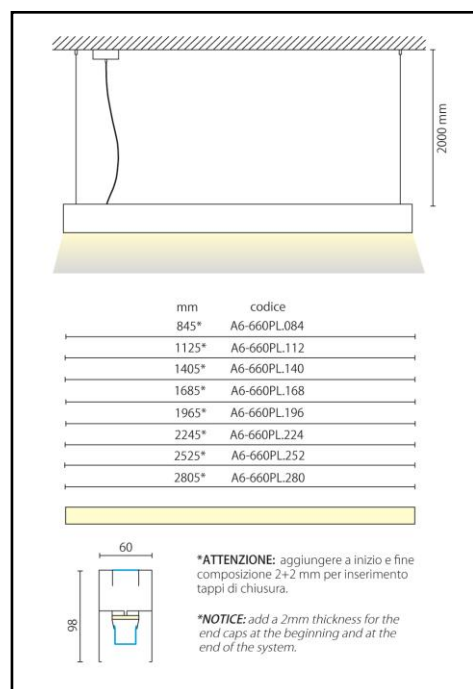 2000 mm
mm codice
845* A6-660PL.084
1125* A6-660PL.112
1405* A6-660PL.140
1685* A6-660PL.168
1965* A6-660PL.196
2245* A6-660PL.224
2525* A6-660PL.252
2805* A6-660PL.280
60
98
*ATTENZIONE: aggiungere a inizio e fine
composizione 2+2 mm per inserimento
tappi di chiusura.
*NOTICE: add a 2mm thickness for the
end caps at the beginning and at the
end of the system.